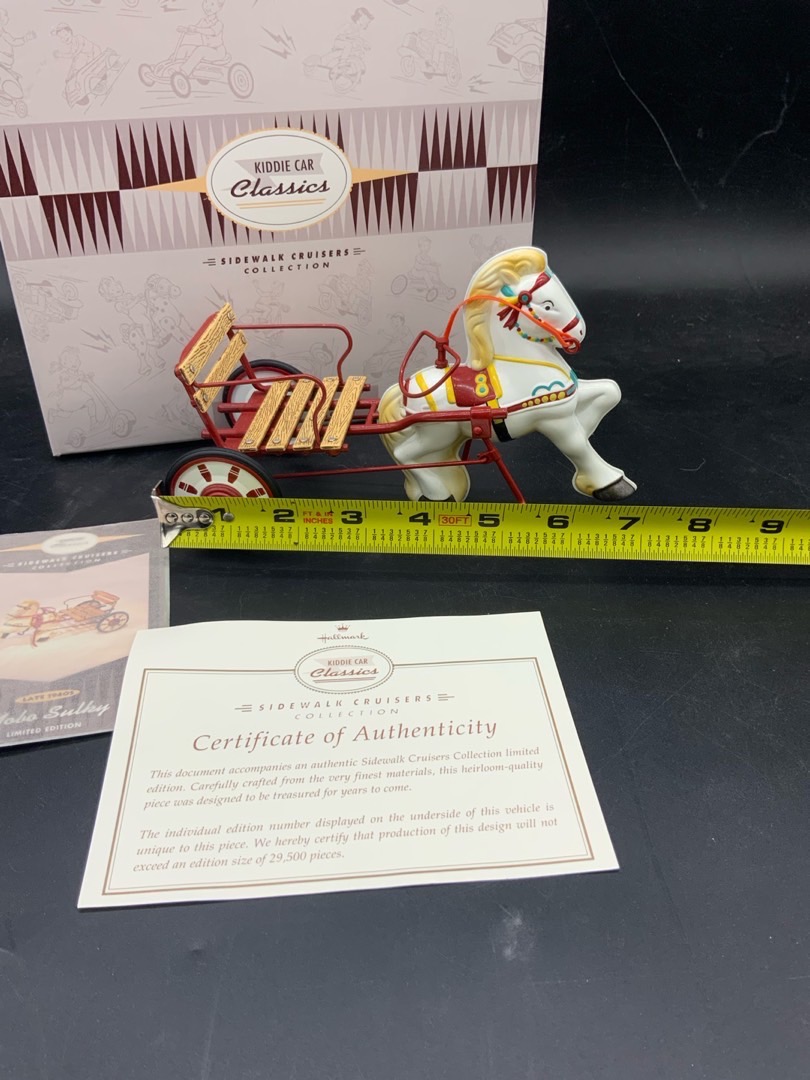 KIDDIE CAR
Classics
SIDEWALK CRUISERS
COLLECTION
8
1 2 FT & IN INCHES 3 4 30FT 5 6 7 8 9
SIDEWALK CRUISERS
COLLECTION
LATE 1940s
Mobo Sulky
LIMITED EDITION
Hallmark
KIDDIE CAR
Classics
SIDEWALK CRUISERS
COLLECTION
Certificate of Authenticity
This document accompanies an authentic Sidewalk Cruisers Collection limited
edition. Carefully crafted from the very finest materials, this heirloom-quality
piece was designed to be treasured for years to come.
The individual edition number displayed on the underside of this vehicle is
unique to this piece. We hereby certify that production of this design will not
exceed an edition size of 29,500 pieces.